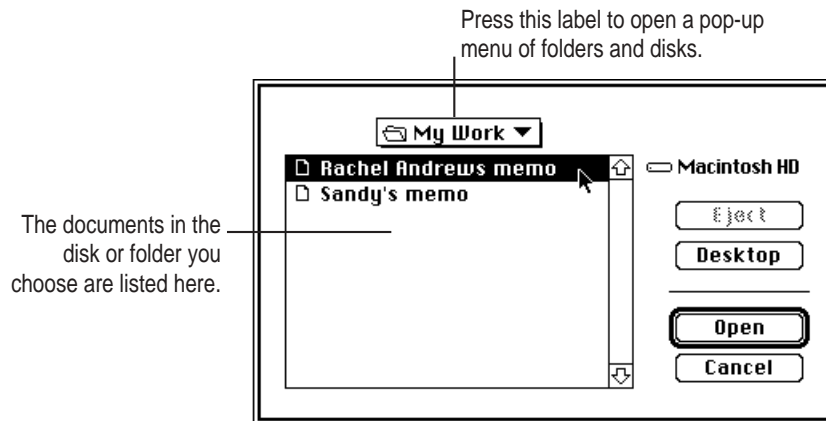 Press this label to open a pop-up
menu of folders and disks.
My Work
Rachel Andrews memo
Macintosh HD
Sandy's memo
Eject
The documents in the
disk or folder you
choose are listed here.
Desktop
Open
Cancel